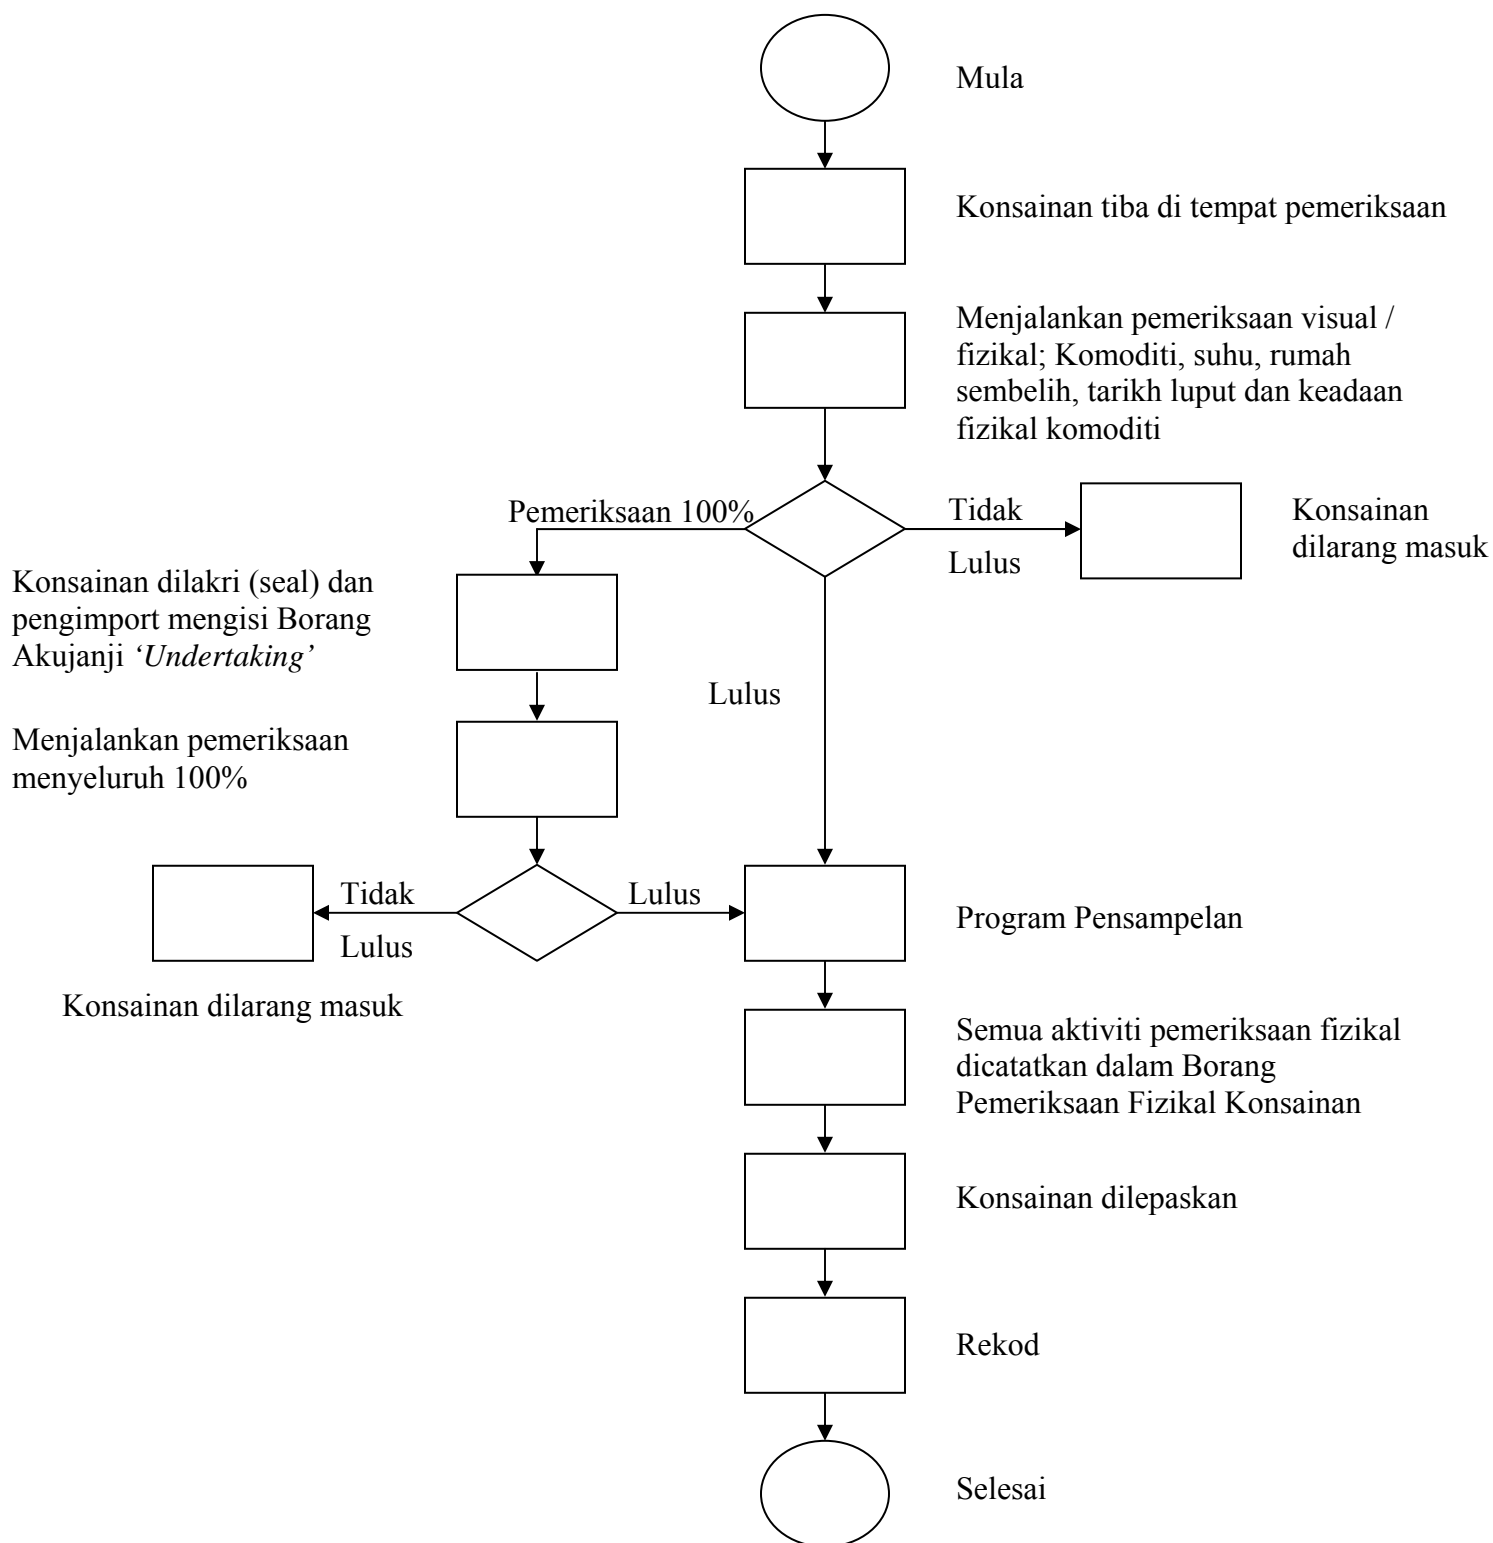 Mula
Konsainan tiba di tempat pemeriksaan
Menjalankan pemeriksaan visual /
fizikal; Komoditi, suhu, rumah
sembelih, tarikh luput dan keadaan
fizikal komoditi
Pemeriksaan 100%
Tidak
Lulus
Konsainan
dilarang masuk
Konsainan dilakri (seal) dan
pengimport mengisi Borang
Akujanji ‘Undertaking’
Lulus
Menjalankan pemeriksaan
menyeluruh 100%
Tidak
Lulus
Lulus
Program Pensampelan
Konsainan dilarang masuk
Semua aktiviti pemeriksaan fizikal
dicatatkan dalam Borang
Pemeriksaan Fizikal Konsainan
Konsainan dilepaskan
Rekod
Selesai